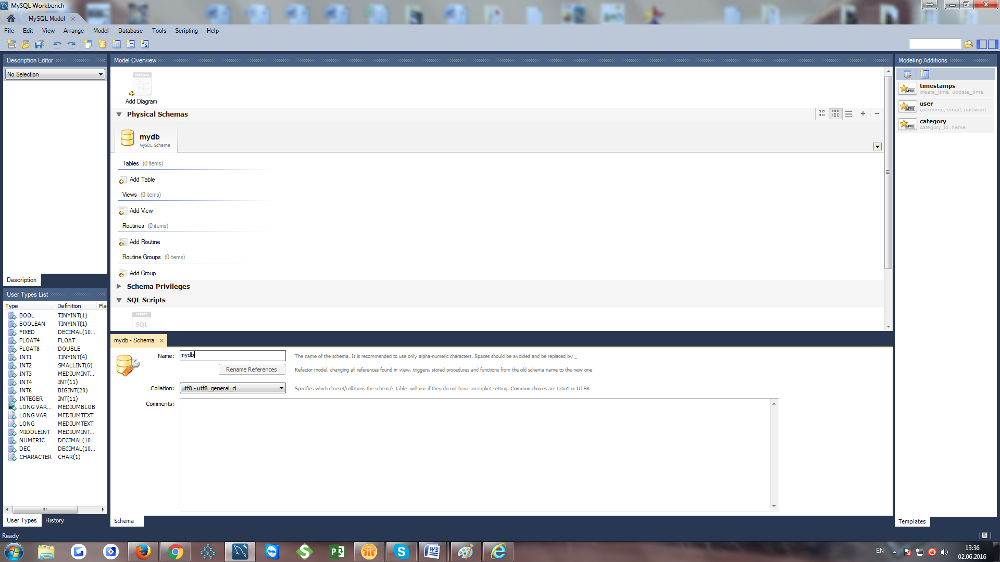 MySQL Workbench
MySQL Model
File Edit View Arrange Model Database Tools Scripting Help
Description Editor
No Selection
Description
User Types List
Type Definition Flag
BOOL TINYINT(1)
BOOLEAN TINYINT(1)
FIXED DECIMAL(10...
FLOAT4 FLOAT
FLOAT8 DOUBLE
INT1 TINYINT(4)
INT2 SMALLINT(6)
INT3 MEDIUMINT...
INT4 INT(11)
INT8 BIGINT(20)
INTEGER INT(11)
LONG VAR... MEDIUMBLOB
LONG VAR... MEDIUMTEXT
LONG MEDIUMTEXT
MIDDLEINT MEDIUMINT...
NUMERIC DECIMAL(10...
DEC DECIMAL(10...
CHARACTER CHAR(1)
User Types History
Model Overview
PHYSICAL
Add Diagram
Physical Schemas
mydb
MySQL Schema
Tables (0 items)
Add Table
Views (0 items)
Add View
Routines (0 items)
Add Routine
Routine Groups (0 items)
Add Group
Schema Privileges
SQL Scripts
SCRIPT
SQL
mydb - Schema
Name: mydb The name of the schema. It is recommended to use only alpha-numeric characters. Spaces should be avoided and be replaced by _
Rename References Refactor model, changing all references found in view, triggers, stored procedures and functions from the old schema name to the new one.
Collation: utf8 - utf8_general_ci Specifies which charset/collations the schema's tables will use if they do not have an explicit setting. Common choices are Latin1 or UTF8.
Comments:
Schema
Modeling Additions
timestamps
create_time, update_time
user
username, email, password...
category
category_id, name
Templates
Ready
EN
13:36
02.06.2016